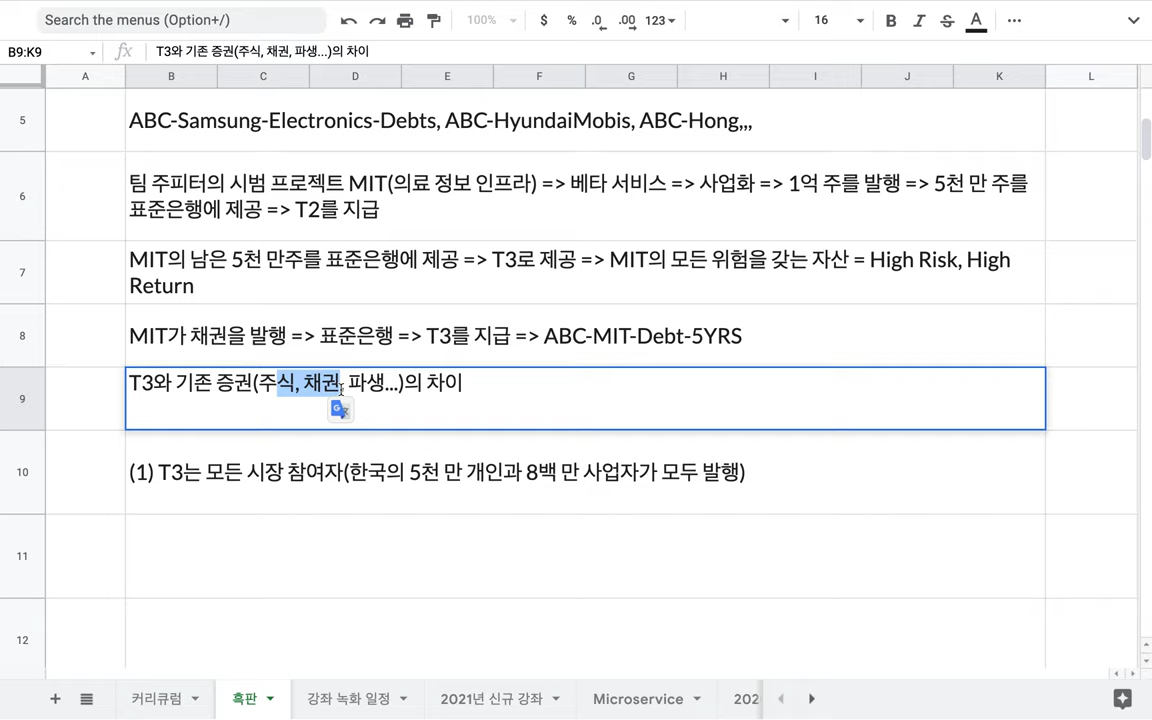 Search the menus (Option+/)
100%
$ % .0 .00 123
16
B I S A
B9:K9
fx
T3와 기존 증권(주식, 채권, 파생...)의 차이
A B C D E F G H I J K L
5
ABC-Samsung-Electronics-Debts, ABC-HyundaiMobis, ABC-Hong,,,
6
팀 주피터의 시범 프로젝트 MIT(의료 정보 인프라) => 베타 서비스 => 사업화 => 1억 주를 발행 => 5천 만 주를
표준은행에 제공 => T2를 지급
7
MIT의 남은 5천 만주를 표준은행에 제공 => T3로 제공 => MIT의 모든 위험을 갖는 자산 = High Risk, High
Return
8
MIT가 채권을 발행 => 표준은행 => T3를 지급 => ABC-MIT-Debt-5YRS
9
T3와 기존 증권(주식, 채권, 파생...)의 차이
10
(1) T3는 모든 시장 참여자(한국의 5천 만 개인과 8백 만 사업자가 모두 발행)
11
12
커리큘럼 흑판 강좌 녹화 일정 2021년 신규 강좌 Microservice 202